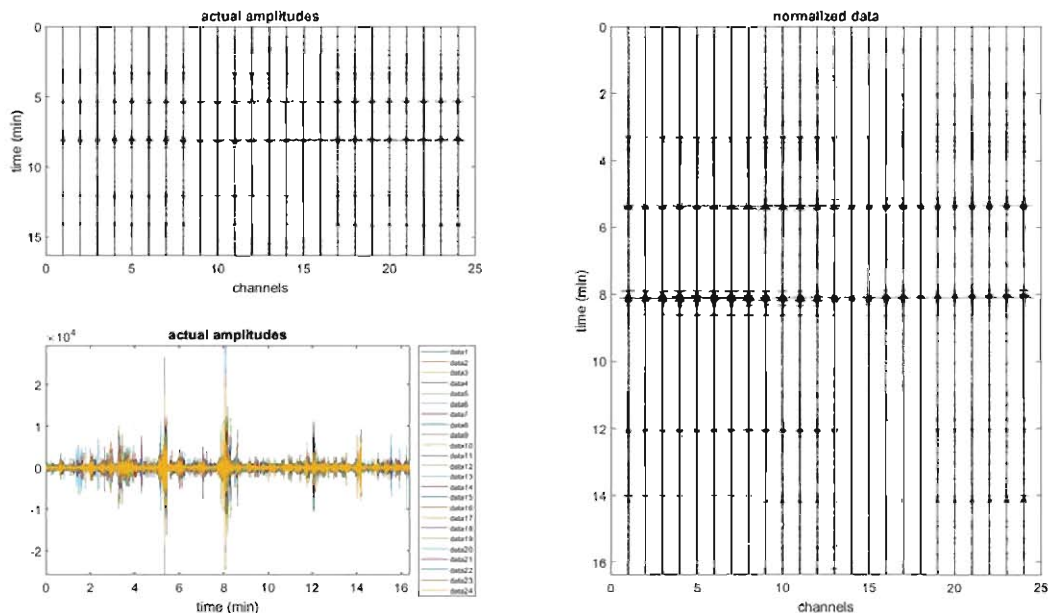 actual amplitudes
0
5
10
15
time (min)
0 5 10 15 20 25
channels
actual amplitudes
×10⁴
2
1
0
-1
-2
0 2 4 6 8 10 12 14 16
time (min)
data1
data2
data3
data4
data5
data6
data7
data8
data9
data10
data11
data12
data13
data14
data15
data16
data17
data18
data19
data20
data21
data22
data23
data24
normalized data
0
2
4
6
8
10
12
14
16
time (min)
0 5 10 15 20 25
channels